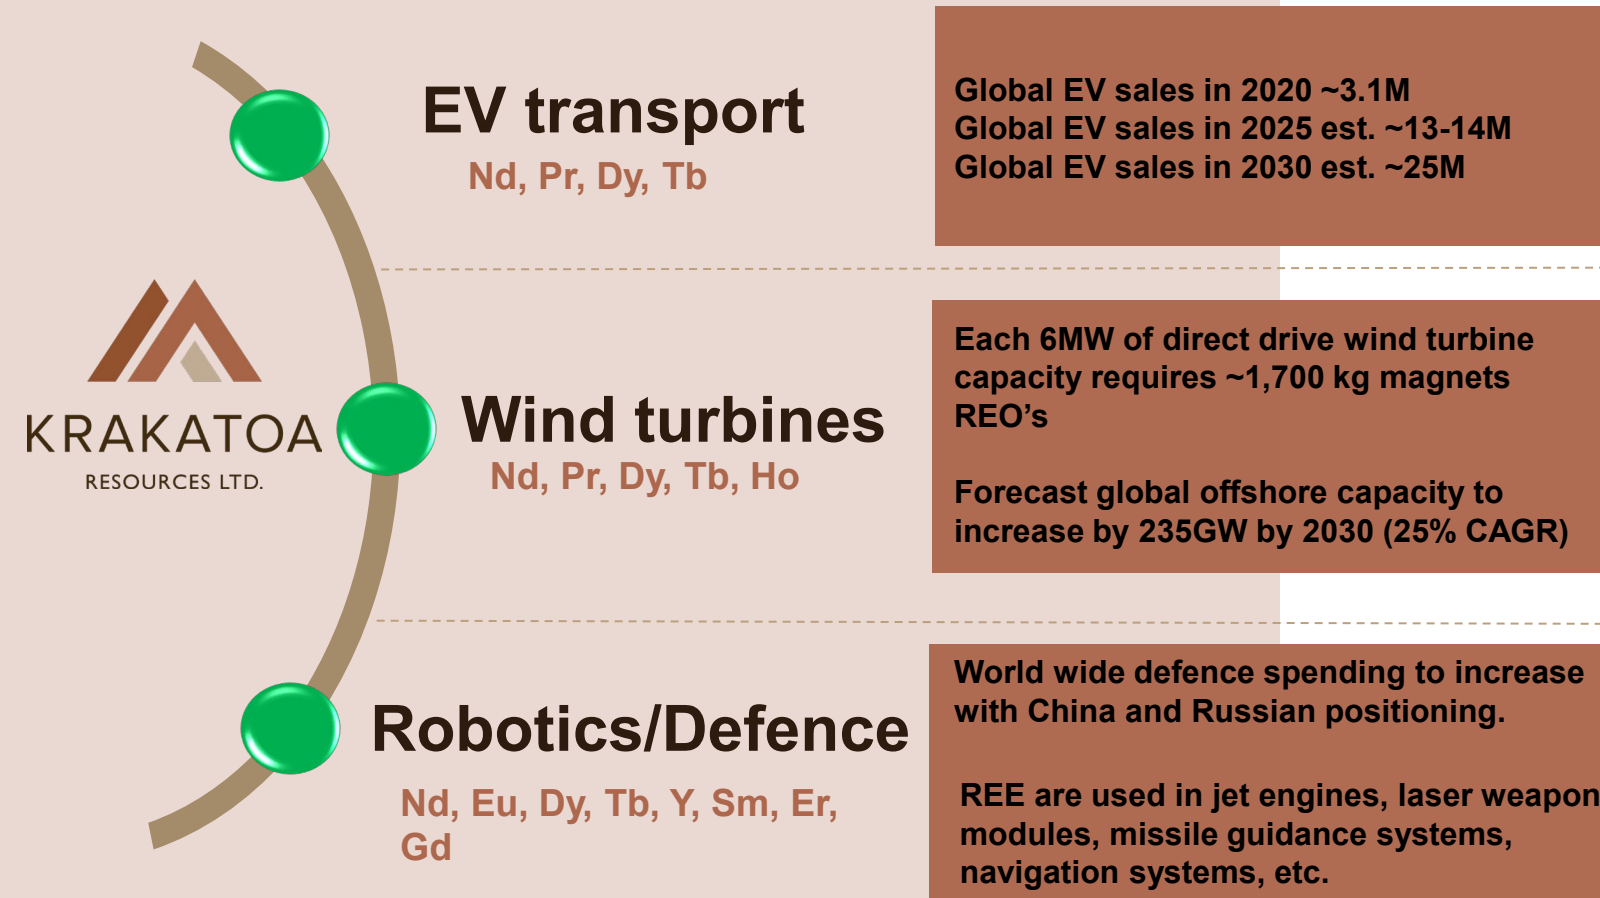 EV transport
Nd, Pr, Dy, Tb
Global EV sales in 2020 ~3.1M
Global EV sales in 2025 est. ~13-14M
Global EV sales in 2030 est. ~25M
KRAKATOA
RESOURCES LTD.
Wind turbines
Nd, Pr, Dy, Tb, Ho
Each 6MW of direct drive wind turbine
capacity requires ~1,700 kg magnets
REO’s
Forecast global offshore capacity to
increase by 235GW by 2030 (25% CAGR)
Robotics/Defence
Nd, Eu, Dy, Tb, Y, Sm, Er,
Gd
World wide defence spending to increase
with China and Russian positioning.
REE are used in jet engines, laser weapon
modules, missile guidance systems,
navigation systems, etc.